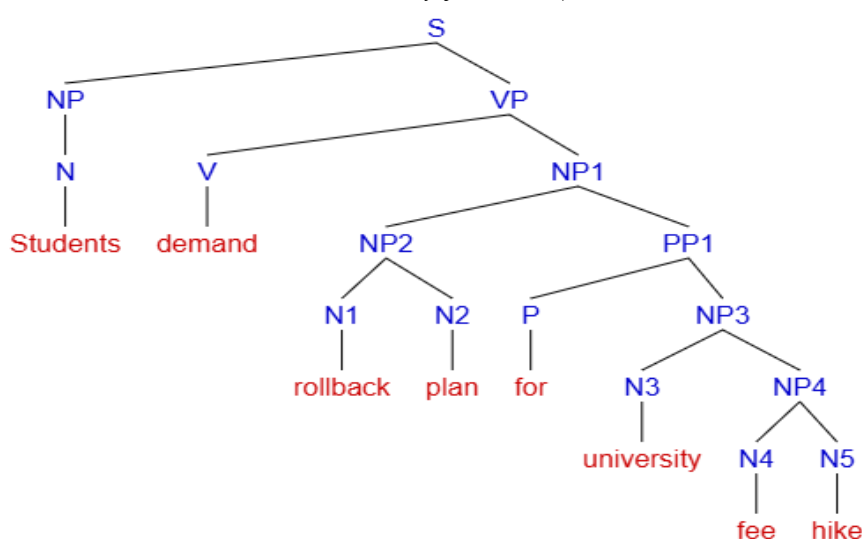 S
NP VP
N V NP1
Students demand NP2 PP1
N1 N2 P NP3
rollback plan for N3 NP4
university N4 N5
fee hike